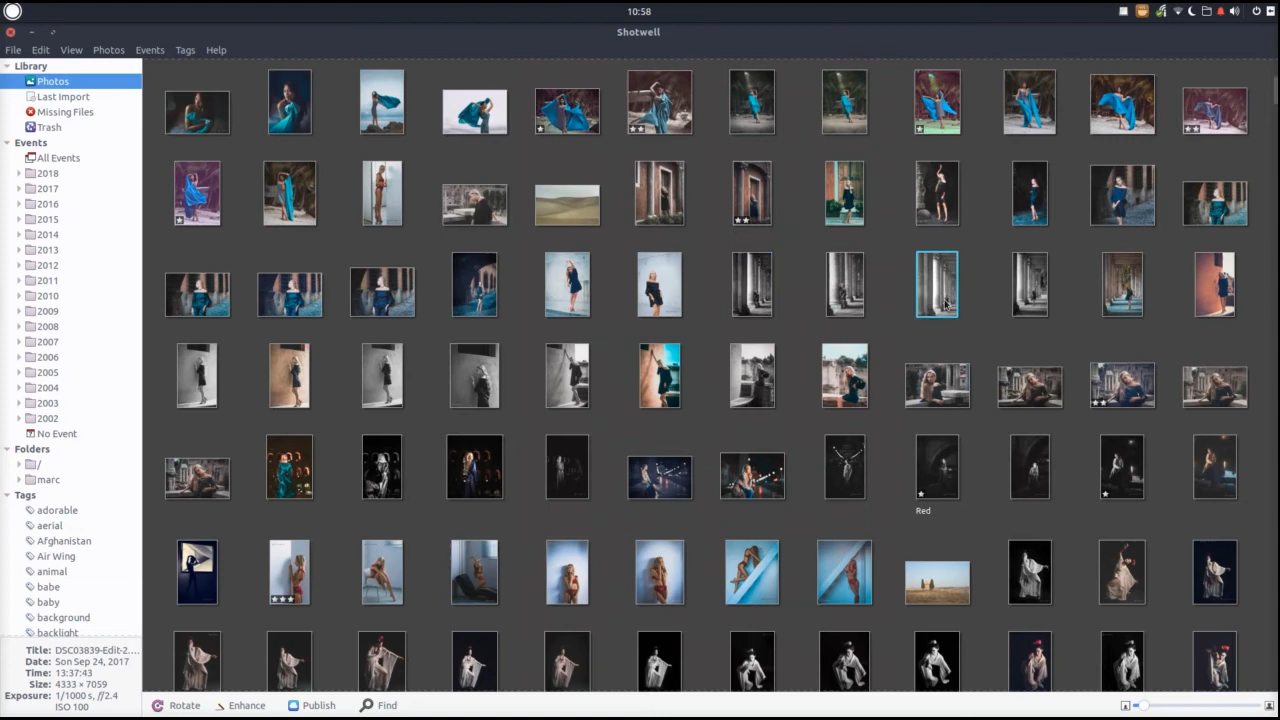 10:58
Shotwell
File Edit View Photos Events Tags Help
Library
Photos
Last Import
Missing Files
Trash
Events
All Events
2018
2017
2016
2015
2014
2013
2012
2011
2010
2009
2008
2007
2006
2005
2004
2003
2002
No Event
Folders
/
marc
Tags
adorable
aerial
Afghanistan
Air Wing
animal
babe
baby
background
backlight
Red
Title: DSC03839-Edit-2....
Date: Sun Sep 24, 2017
Time: 13:37:43
Size: 4333 × 7059
Exposure: 1/1000 s, f/2.4
ISO 100
Rotate Enhance Publish Find